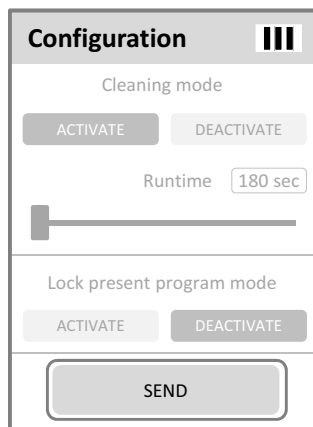 Configuration
Cleaning mode
ACTIVATE DEACTIVATE
Runtime 180 sec
Lock present program mode
ACTIVATE DEACTIVATE
SEND